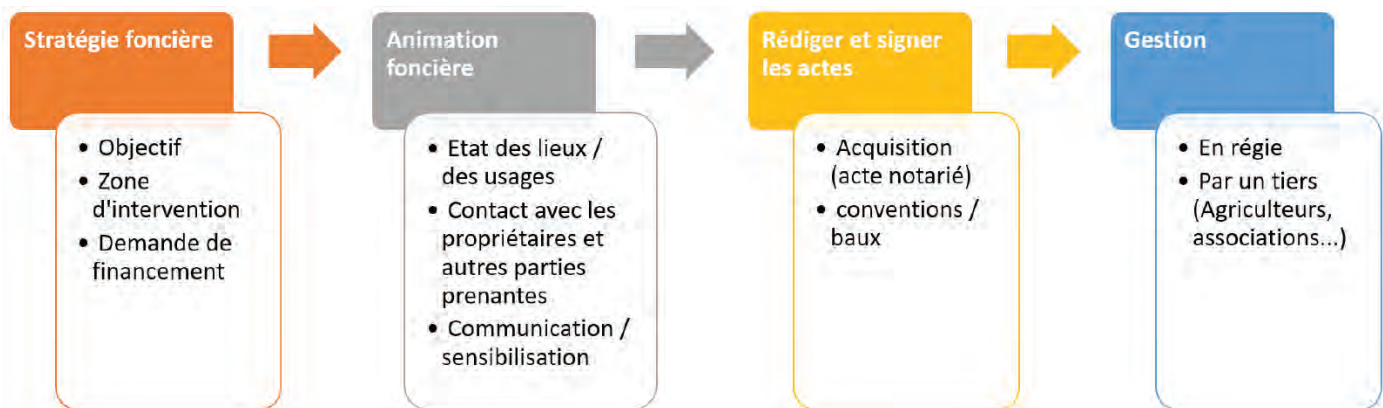 Stratégie foncière
• Objectif
• Zone
d'intervention
• Demande de
financement
Animation
foncière
• Etat des lieux /
des usages
• Contact avec les
propriétaires et
autres parties
prenantes
• Communication /
sensibilisation
Rédiger et signer
les actes
• Acquisition
(acte notarié)
• conventions /
baux
Gestion
• En régie
• Par un tiers
(Agriculteurs,
associations...)